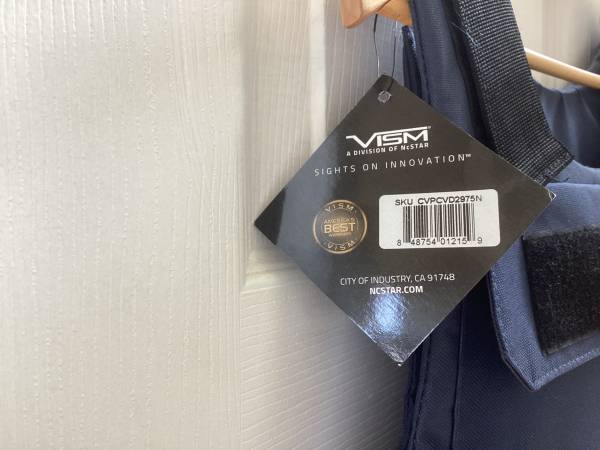 VISM®
A DIVISION OF NcSTAR
SIGHTS ON INNOVATION™
SKU CVPCVD2975N
8 48754 01215 9
VISM
AMERICA'S
BEST
VISM
CITY OF INDUSTRY, CA 91748
NCSTAR.COM